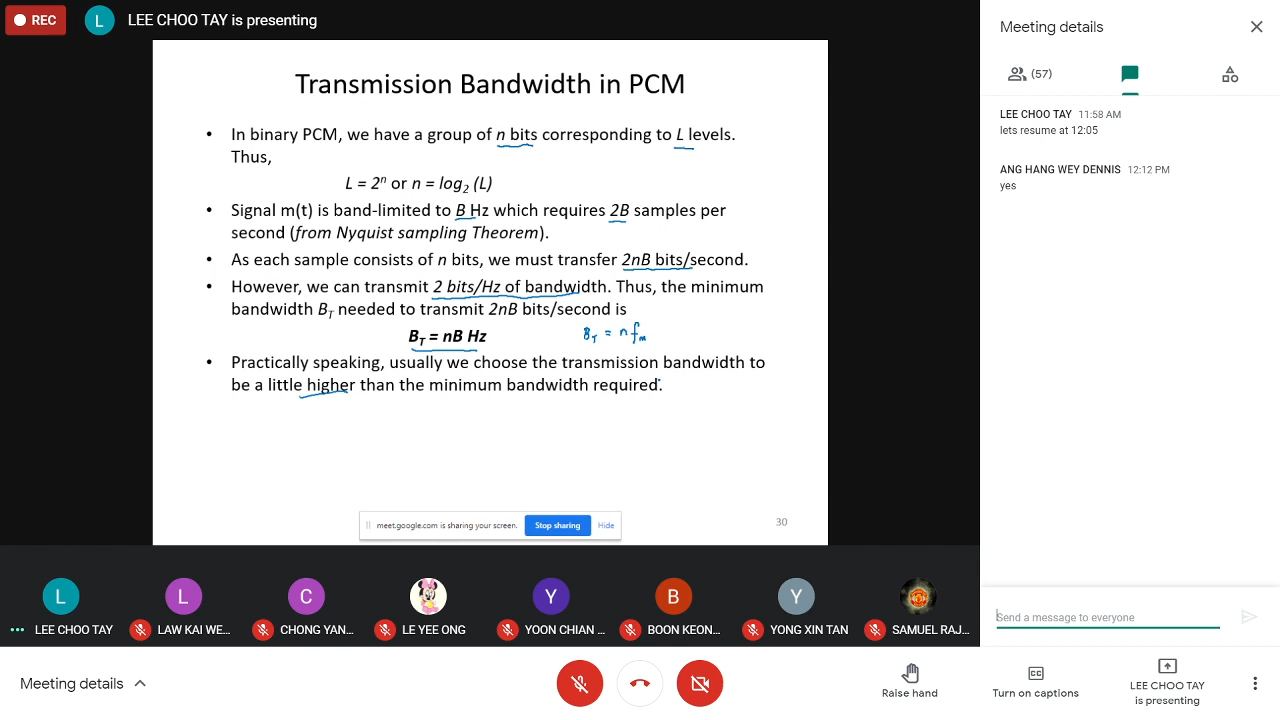 REC
L
LEE CHOO TAY is presenting
Transmission Bandwidth in PCM
• In binary PCM, we have a group of n bits corresponding to L levels.
Thus,
L = 2ⁿ or n = log₂ (L)
• Signal m(t) is band-limited to B Hz which requires 2B samples per
second (from Nyquist sampling Theorem).
• As each sample consists of n bits, we must transfer 2nB bits/second.
• However, we can transmit 2 bits/Hz of bandwidth. Thus, the minimum
bandwidth B_T needed to transmit 2nB bits/second is
B_T = nB Hz
B_T = n f_m
• Practically speaking, usually we choose the transmission bandwidth to
be a little higher than the minimum bandwidth required.
meet.google.com is sharing your screen. Stop sharing Hide
30
L L C Y B Y
LEE CHOO TAY LAW KAI WE... CHONG YAN... LE YEE ONG YOON CHIAN ... BOON KEON... YONG XIN TAN SAMUEL RAJ...
Meeting details
(57)
LEE CHOO TAY 11:58 AM
lets resume at 12:05
ANG HANG WEY DENNIS 12:12 PM
yes
Send a message to everyone
Meeting details
Raise hand
CC
Turn on captions
LEE CHOO TAY
is presenting